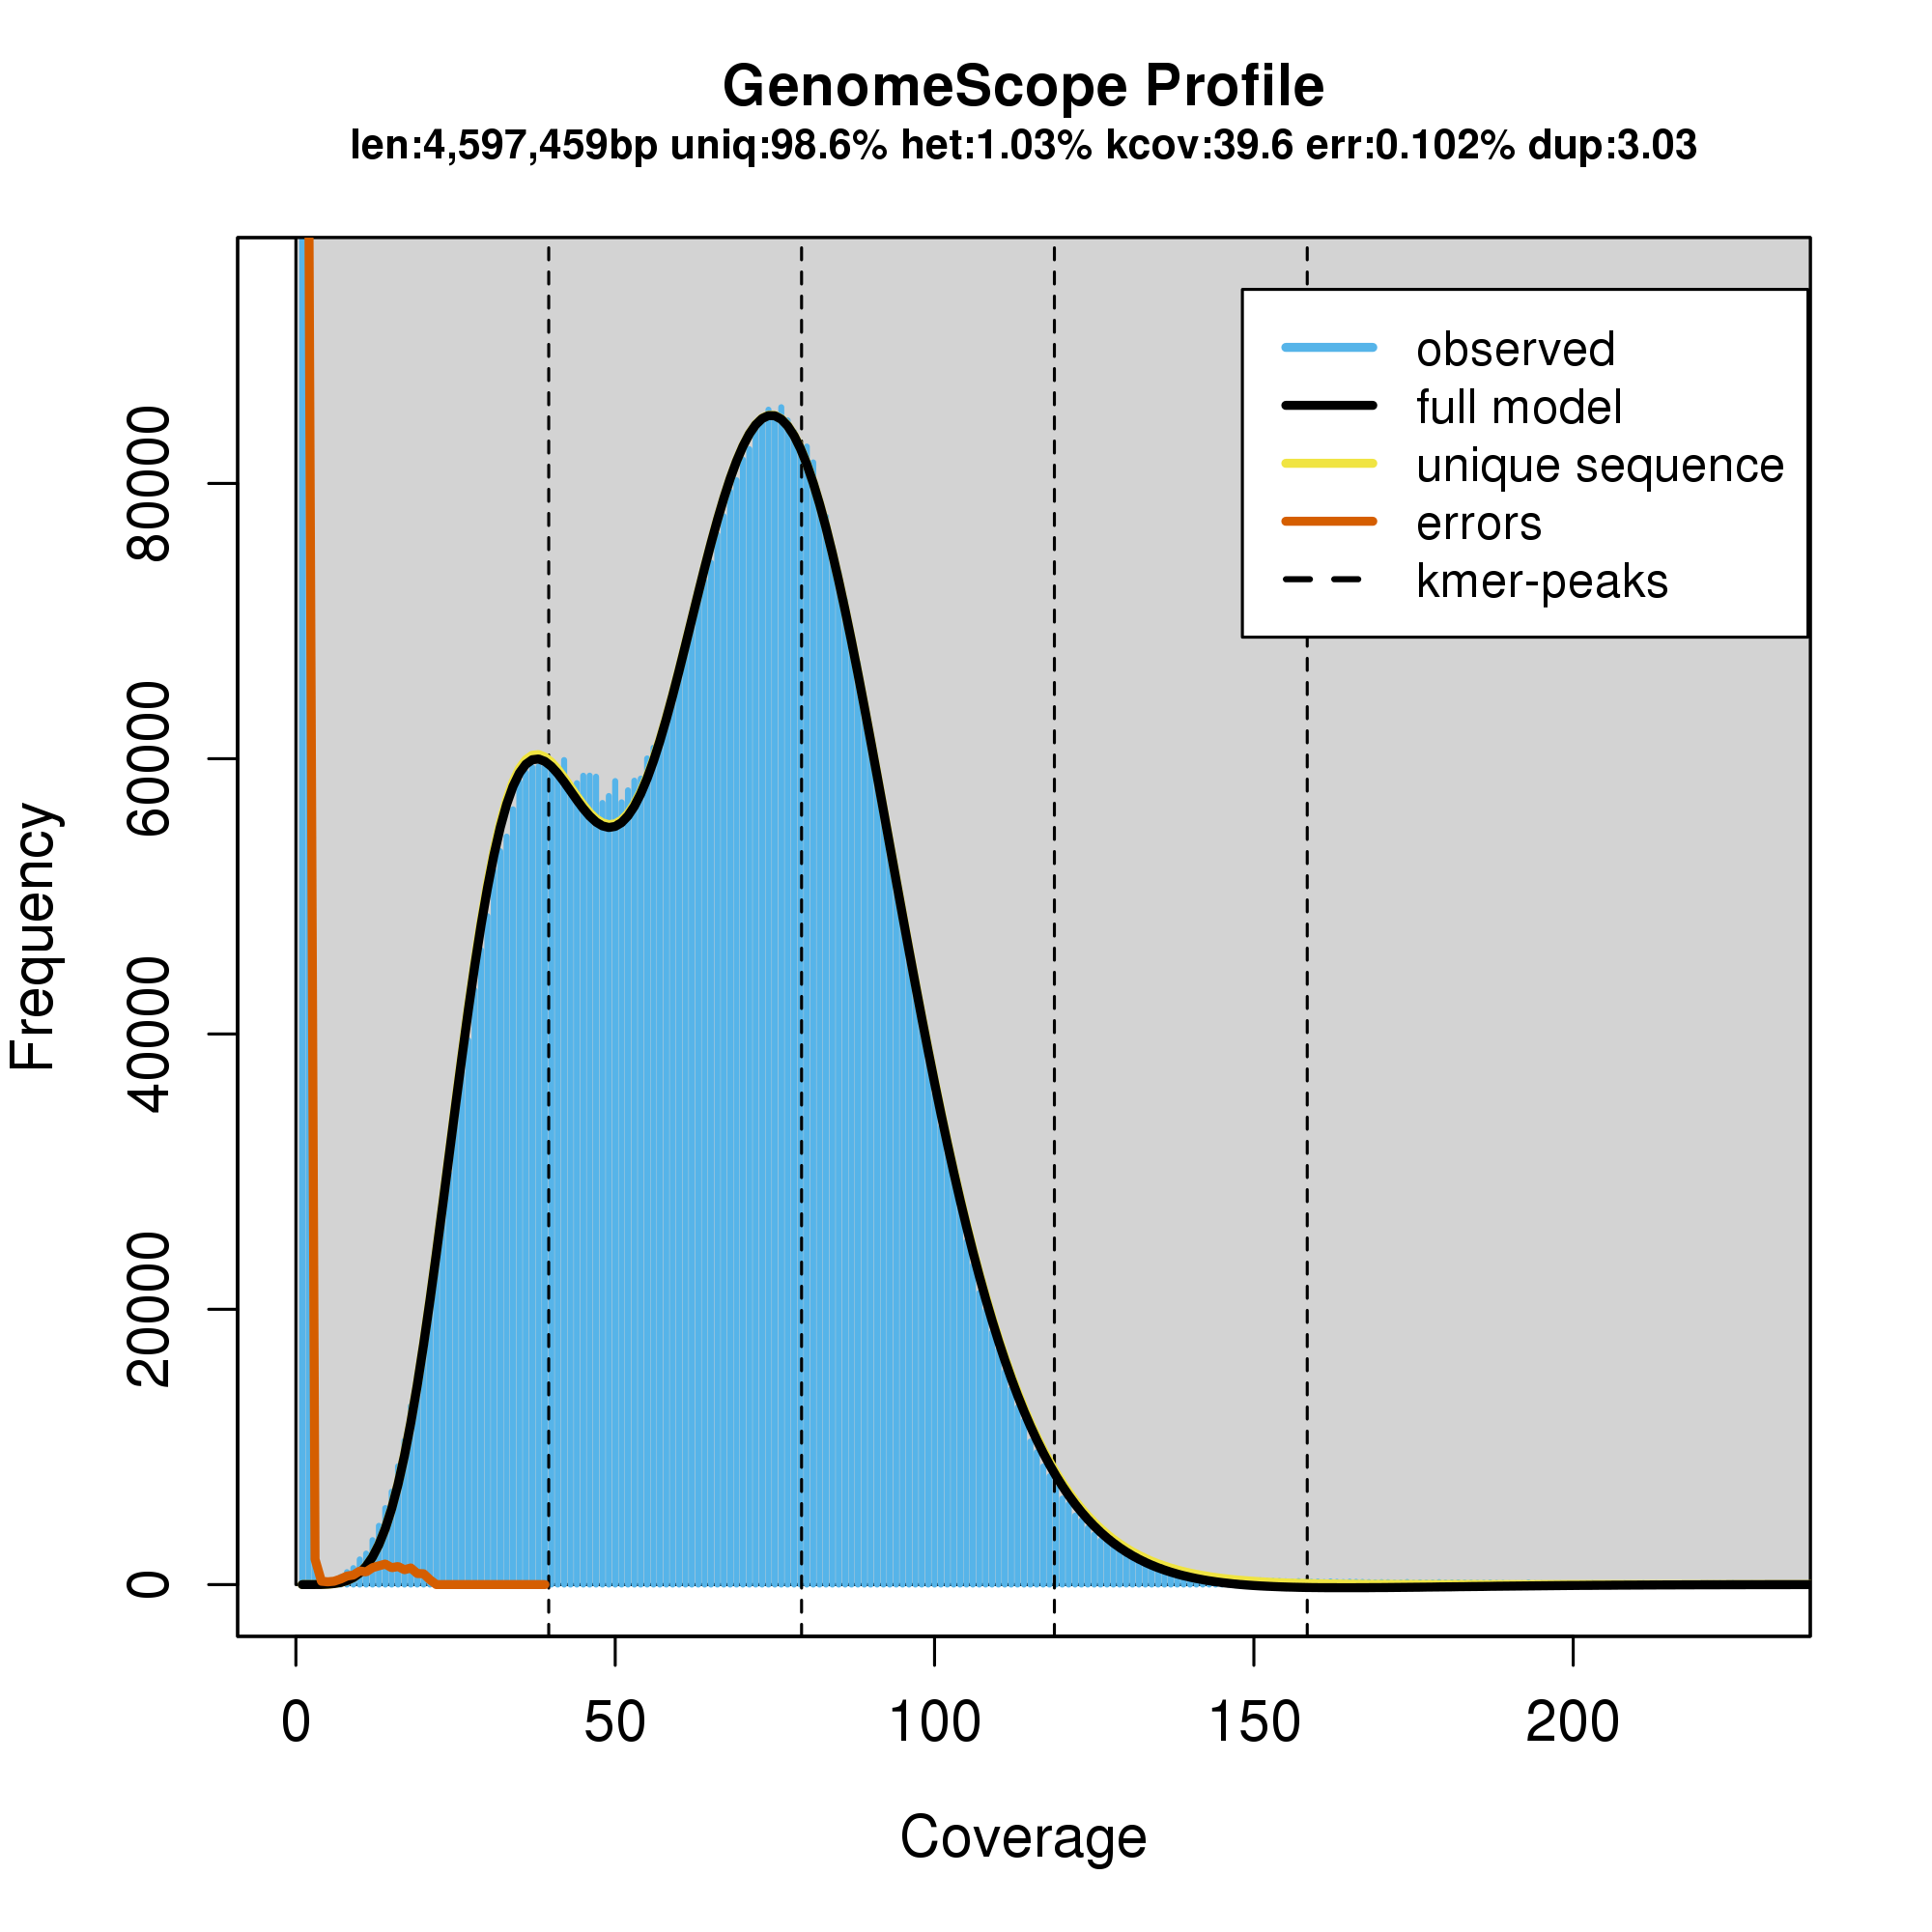 GenomeScope Profile
len:4,597,459bp uniq:98.6% het:1.03% kcov:39.6 err:0.102% dup:3.03
observed
full model
unique sequence
errors
kmer-peaks
Frequency
80000
60000
40000
20000
0
0 50 100 150 200
Coverage